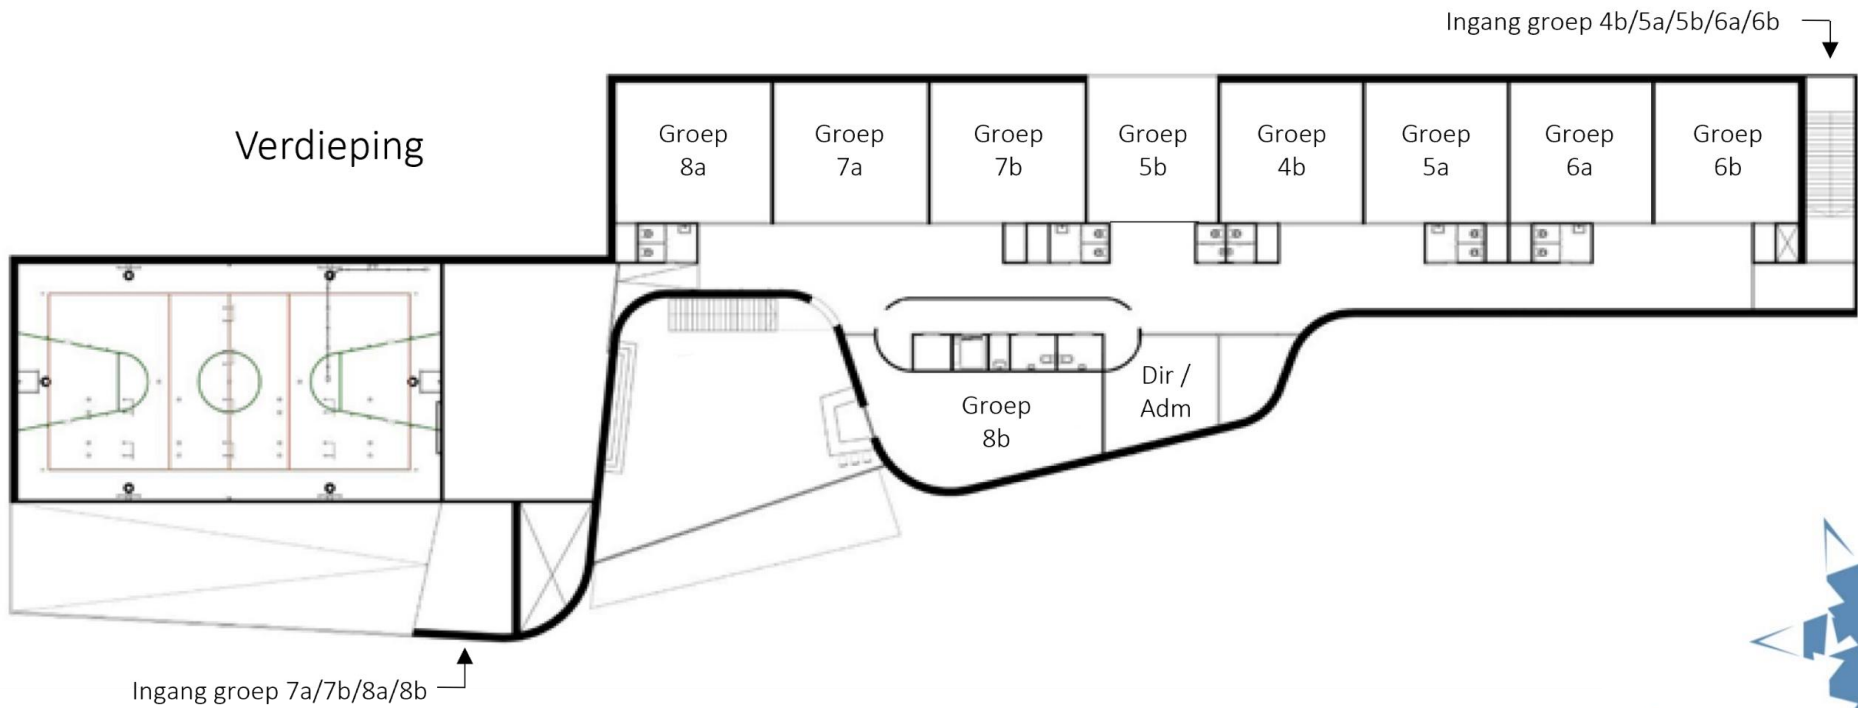 Ingang groep 4b/5a/5b/6a/6b
Verdieping
Groep
8a
Groep
7a
Groep
7b
Groep
5b
Groep
4b
Groep
5a
Groep
6a
Groep
6b
Dir /
Adm
Groep
8b
Ingang groep 7a/7b/8a/8b